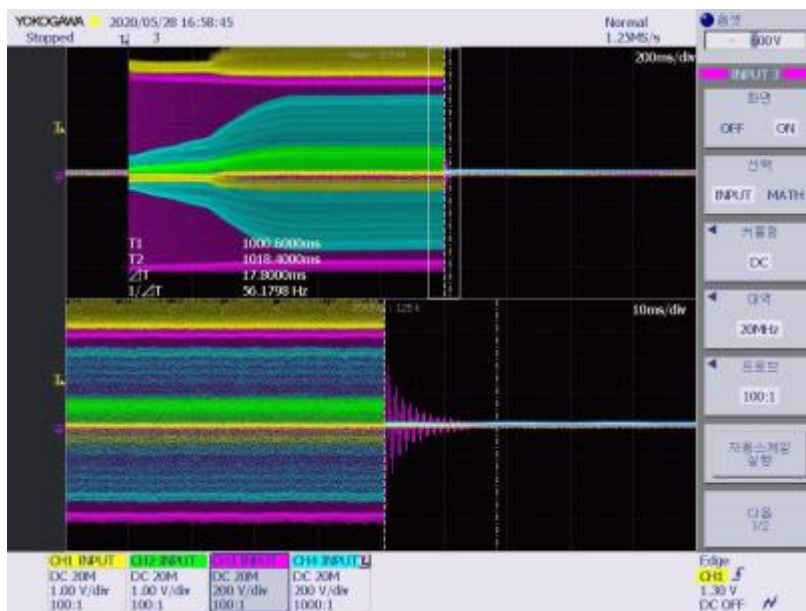 YOKOGAWA 2020/05/28 16:58:45
Normal
Stopped 3
1.25MS/s
200ms/div
T1 1000.6000ms
T2 1018.4000ms
⊿T 17.8000ms
1/⊿T 56.1798 Hz
10ms/div
CH1 INPUT
DC 20M
1.00 V/div
100:1
CH2 INPUT
DC 20M
1.00 V/div
100:1
CH3 INPUT
DC 20M
200 V/div
100:1
CH4 INPUT
DC 20M
200 V/div
1000:1
Edge
CH1
1.30 V
DC OFF
옵셋
INPUT 3
화면
OFF ON
선택
INPUT MATH
커플링
DC
대역
20MHz
프로브
100:1
자동스케일
실행
다음
1/2